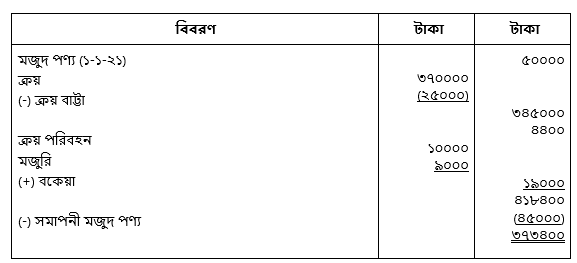 বিবরণ টাকা টাকা
মজুদ পণ্য (১-১-২১) ৫০০০০
ক্রয় ৩৭০০০০
(-) ক্রয় বাট্টা (২৫০০০)
৩৪৫০০০
৪৪০০
ক্রয় পরিবহন
১০০০০
মজুরি ৯০০০
(+) বকেয়া ১৯০০০
৪১৮৪০০
(-) সমাপনী মজুদ পণ্য (৪৫০০০)
৩৭৩৪০০